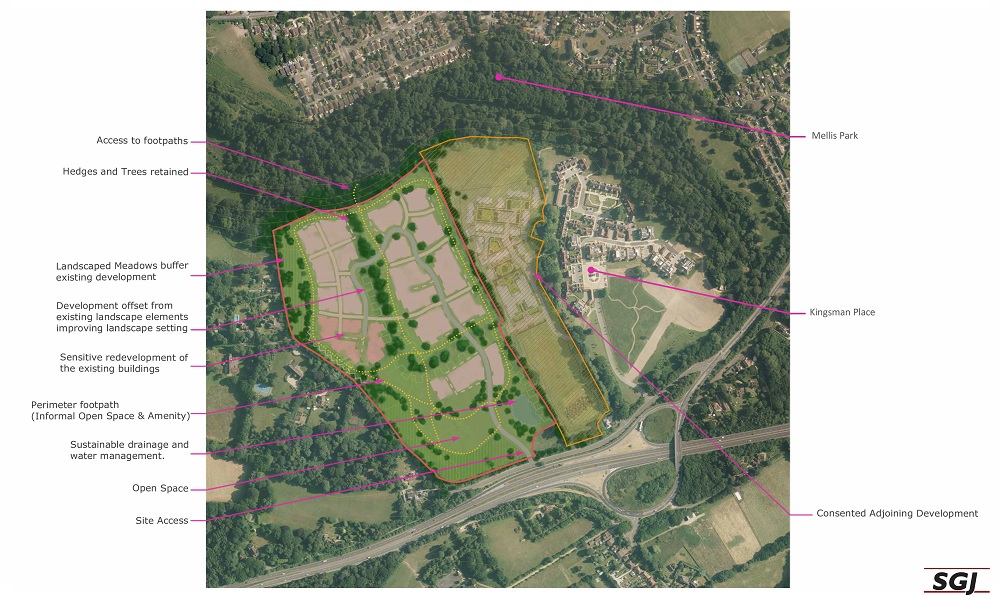 Access to footpaths
Hedges and Trees retained
Landscaped Meadows buffer
existing development
Development offset from
existing landscape elements
improving landscape setting
Sensitive redevelopment of
the existing buildings
Perimeter footpath
(Informal Open Space & Amenity)
Sustainable drainage and
water management.
Open Space
Site Access
Mellis Park
Kingsman Place
Consented Adjoining Development
SGJ